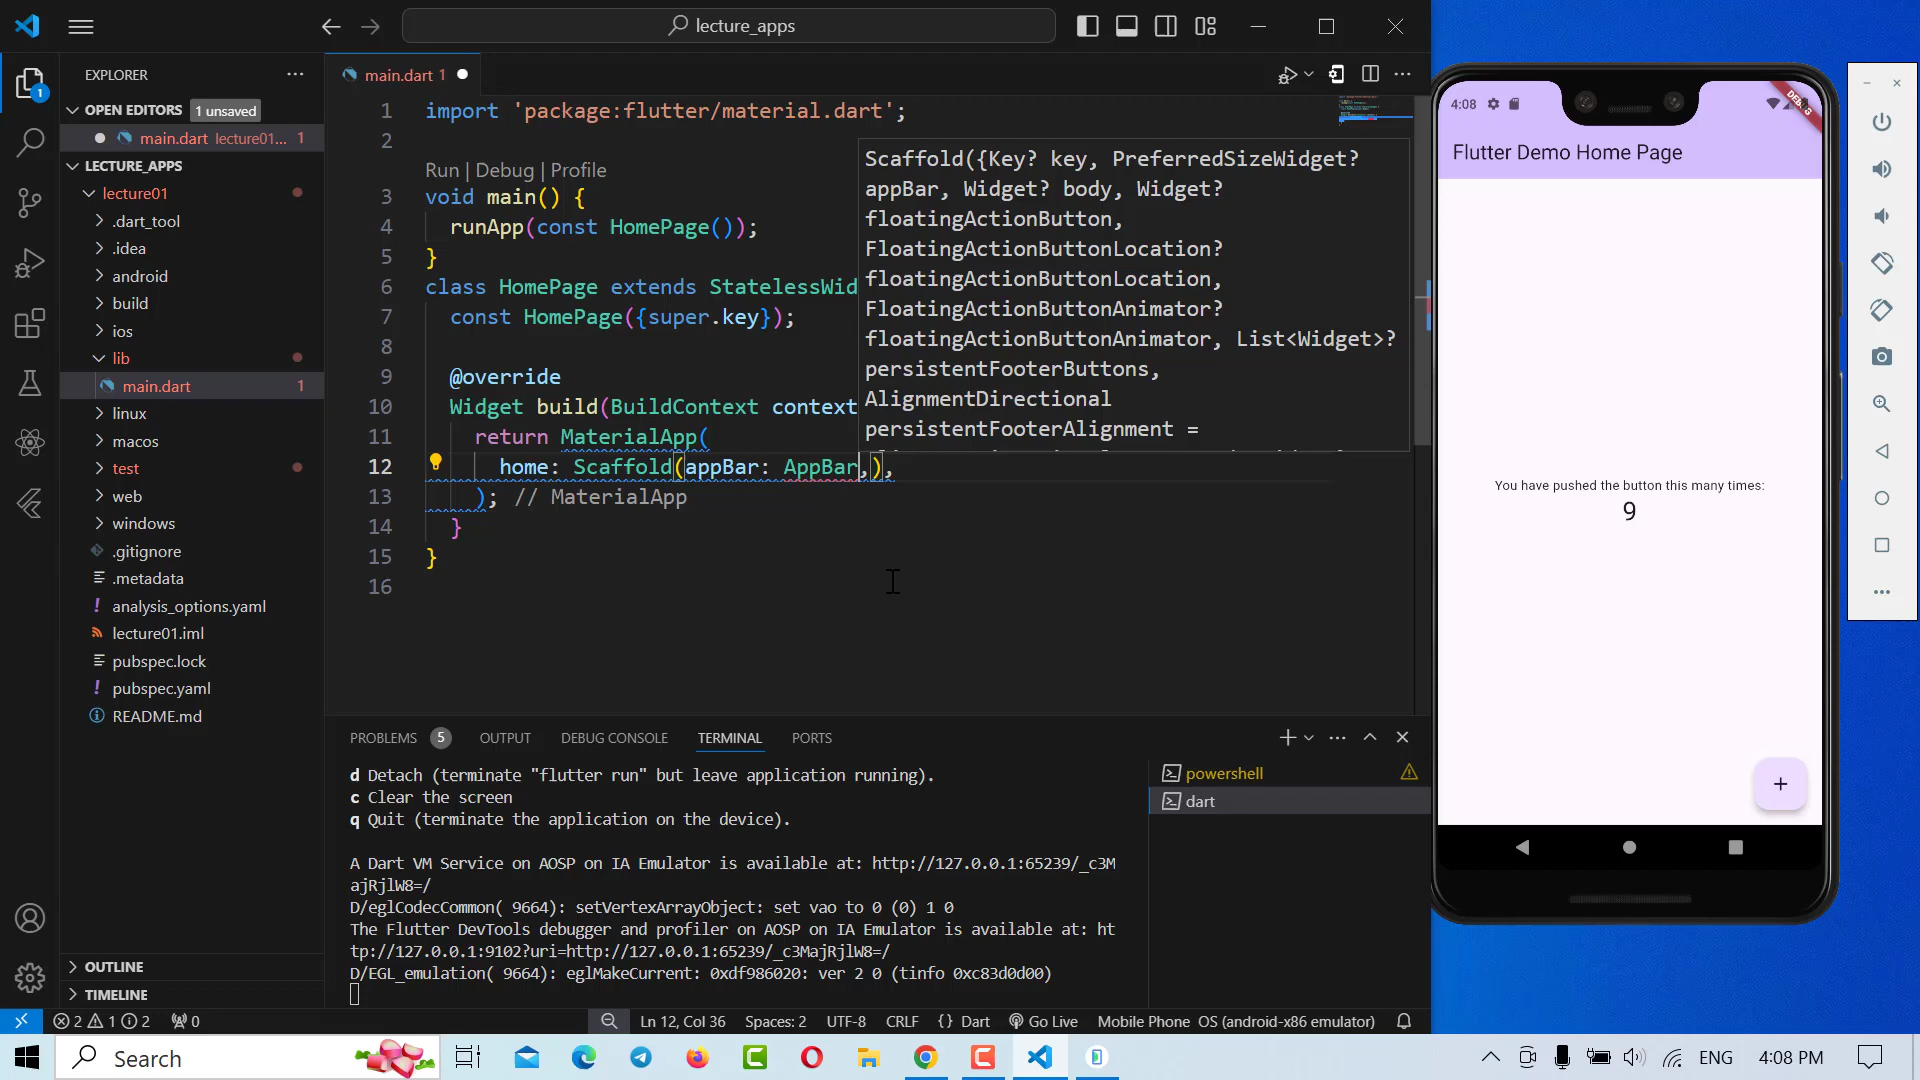 lecture_apps
EXPLORER
OPEN EDITORS 1 unsaved
main.dart lecture01... 1
LECTURE_APPS
lecture01
.dart_tool
.idea
android
build
ios
lib
main.dart 1
linux
macos
test
web
windows
.gitignore
.metadata
analysis_options.yaml
lecture01.iml
pubspec.lock
pubspec.yaml
README.md
OUTLINE
TIMELINE
main.dart 1
1 import 'package:flutter/material.dart';
2
Run | Debug | Profile
3 void main() {
4 runApp(const HomePage());
5 }
6 class HomePage extends StatelessWid
7 const HomePage({super.key});
8
9 @override
10 Widget build(BuildContext context
11 return MaterialApp(
12 home: Scaffold(appBar: AppBar,),
13 ); // MaterialApp
14 }
15 }
16
Scaffold({Key? key, PreferredSizeWidget?
appBar, Widget? body, Widget?
floatingActionButton,
FloatingActionButtonLocation?
floatingActionButtonLocation,
FloatingActionButtonAnimator?
floatingActionButtonAnimator, List<Widget>?
persistentFooterButtons,
AlignmentDirectional
persistentFooterAlignment =
PROBLEMS 5 OUTPUT DEBUG CONSOLE TERMINAL PORTS
d Detach (terminate "flutter run" but leave application running).
c Clear the screen
q Quit (terminate the application on the device).
A Dart VM Service on AOSP on IA Emulator is available at: http://127.0.0.1:65239/_c3M
ajRjlW8=/
D/eglCodecCommon( 9664): setVertexArrayObject: set vao to 0 (0) 1 0
The Flutter DevTools debugger and profiler on AOSP on IA Emulator is available at: ht
tp://127.0.0.1:9102?uri=http://127.0.0.1:65239/_c3MajRjlW8=/
D/EGL_emulation( 9664): eglMakeCurrent: 0xdf986020: ver 2 0 (tinfo 0xc83d0d00)
powershell
dart
2 1 2 0 Ln 12, Col 36 Spaces: 2 UTF-8 CRLF {} Dart Go Live Mobile Phone OS (android-x86 emulator)
4:08
DEBUG
Flutter Demo Home Page
You have pushed the button this many times:
9
+
Search
ENG
4:08 PM